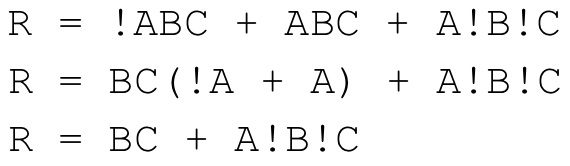 R = !ABC + ABC + A!B!C
R = BC(!A + A) + A!B!C
R = BC + A!B!C